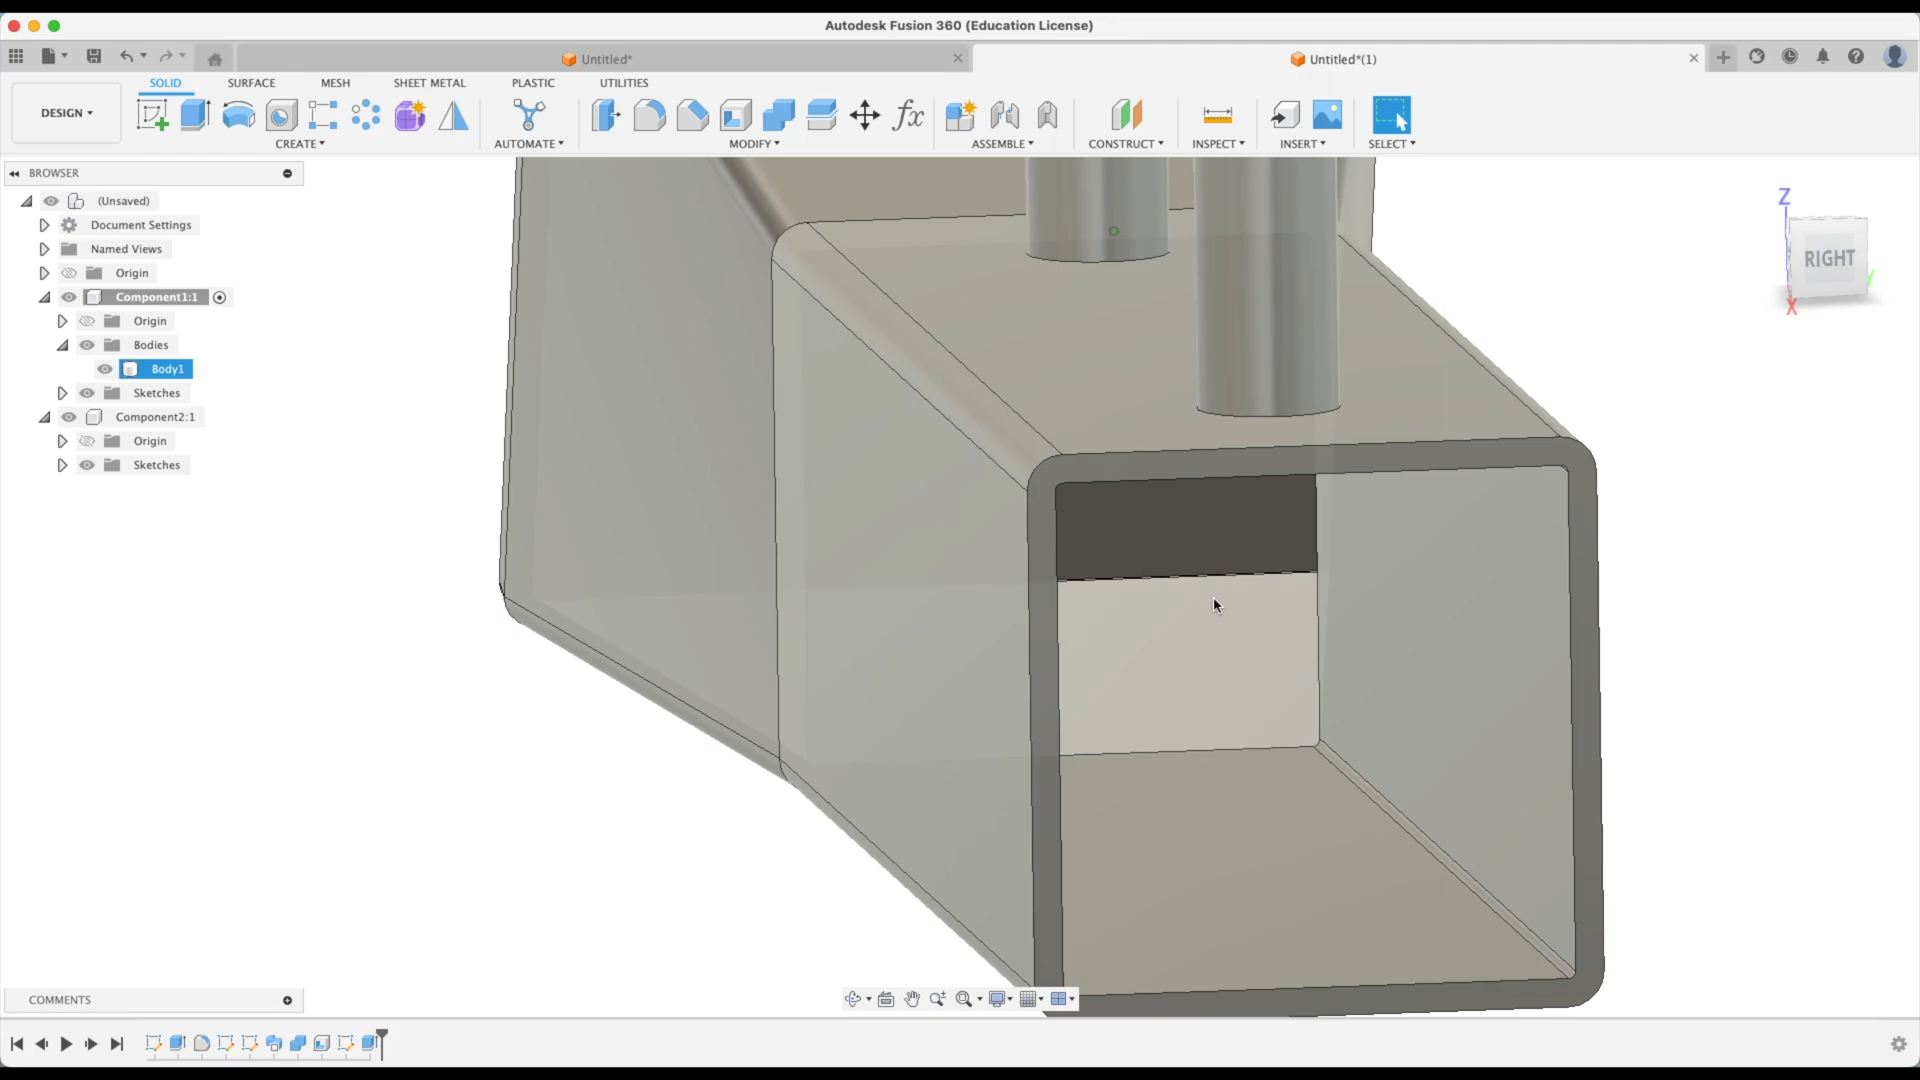 Autodesk Fusion 360 (Education License)
Untitled*
Untitled*(1)
SOLID
SURFACE
MESH
SHEET METAL
PLASTIC
UTILITIES
DESIGN
CREATE
AUTOMATE
MODIFY
ASSEMBLE
CONSTRUCT
INSPECT
INSERT
SELECT
BROWSER
(Unsaved)
Document Settings
Named Views
Origin
Component1:1
Origin
Bodies
Body1
Sketches
Component2:1
Origin
Sketches
Z
RIGHT
X
COMMENTS